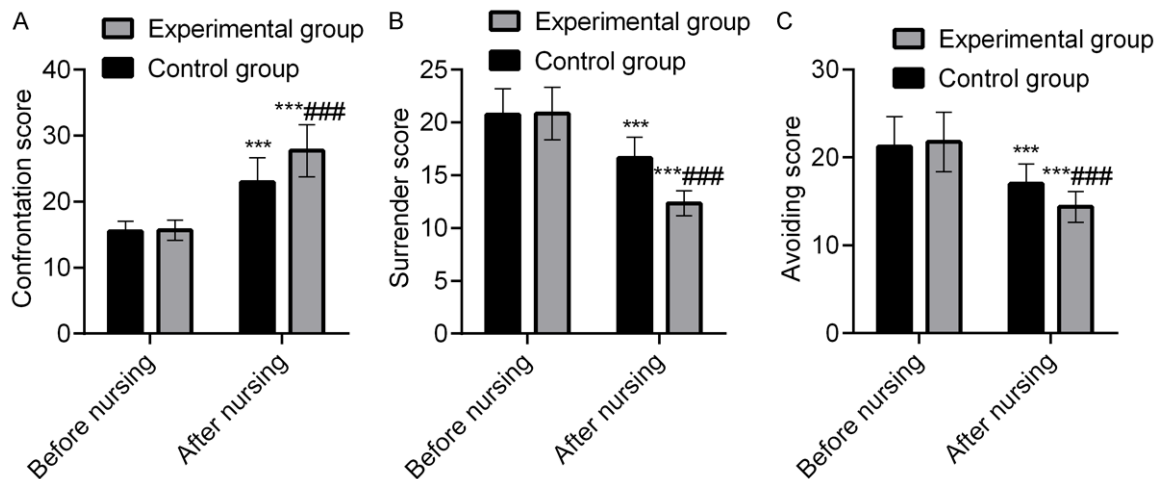 A
Experimental group
Control group
Confrontation score
40
30
20
10
0
***
***###
Before nursing
After nursing
B
Experimental group
Control group
Surrender score
25
20
15
10
5
0
***
***###
Before nursing
After nursing
C
Experimental group
Control group
Avoiding score
30
20
10
0
***
***###
Before nursing
After nursing